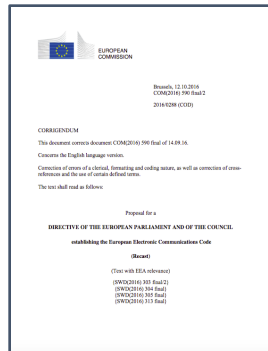 EUROPEAN
COMMISSION
Brussels, 12.10.2016
COM(2016) 590 final/2
2016/0288 (COD)
CORRIGENDUM
This document corrects document COM(2016) 590 final of 14.09.16.
Concerns the English language version.
Correction of errors of a clerical, formatting and coding nature, as well as correction of cross-
references and the use of certain defined terms.
The text shall read as follows:
Proposal for a
DIRECTIVE OF THE EUROPEAN PARLIAMENT AND OF THE COUNCIL
establishing the European Electronic Communications Code
(Recast)
(Text with EEA relevance)
{SWD(2016) 303 final/2}
{SWD(2016) 304 final}
{SWD(2016) 305 final}
{SWD(2016) 313 final}